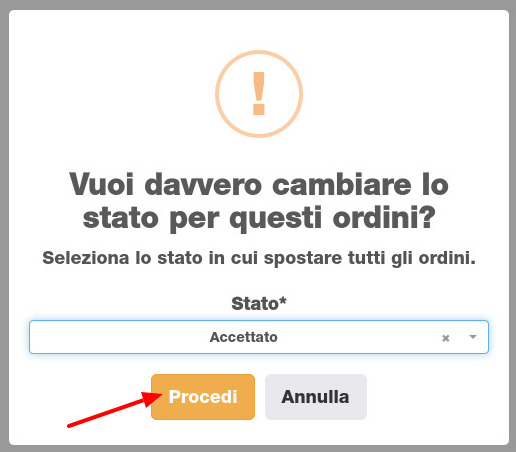 !
Vuoi davvero cambiare lo
stato per questi ordini?
Seleziona lo stato in cui spostare tutti gli ordini.
Stato*
Accettato ×
Procedi Annulla